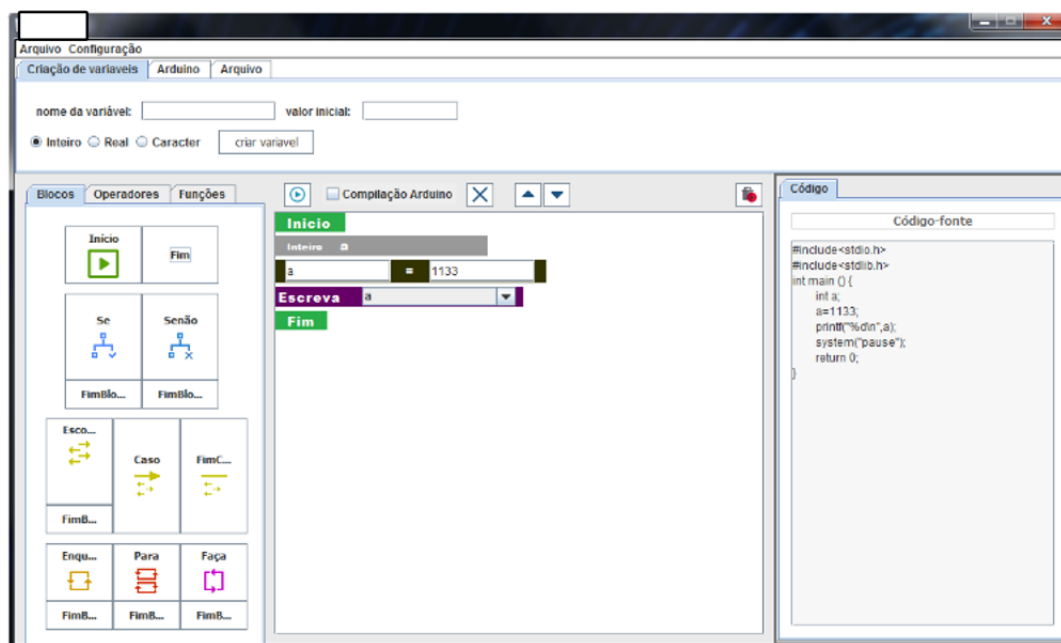 Arquivo Configuração
Criação de variaveis Arduino Arquivo
nome da variável: valor inicial:
Inteiro Real Caracter criar variavel
Blocos Operadores Funções
Compilação Arduino
Início
Fim
Se
Senão
FimBlo...
FimBlo...
Esco...
Caso
FimC...
FimB...
Enqu...
Para
Faça
FimB...
FimB...
FimB...
Inicio
Inteiro a
a = 1133
Escreva a
Fim
Código
Código-fonte
#include<stdio.h>
#include<stdlib.h>
int main () {
int a;
a=1133;
printf("%d\n",a);
system("pause");
return 0;
}